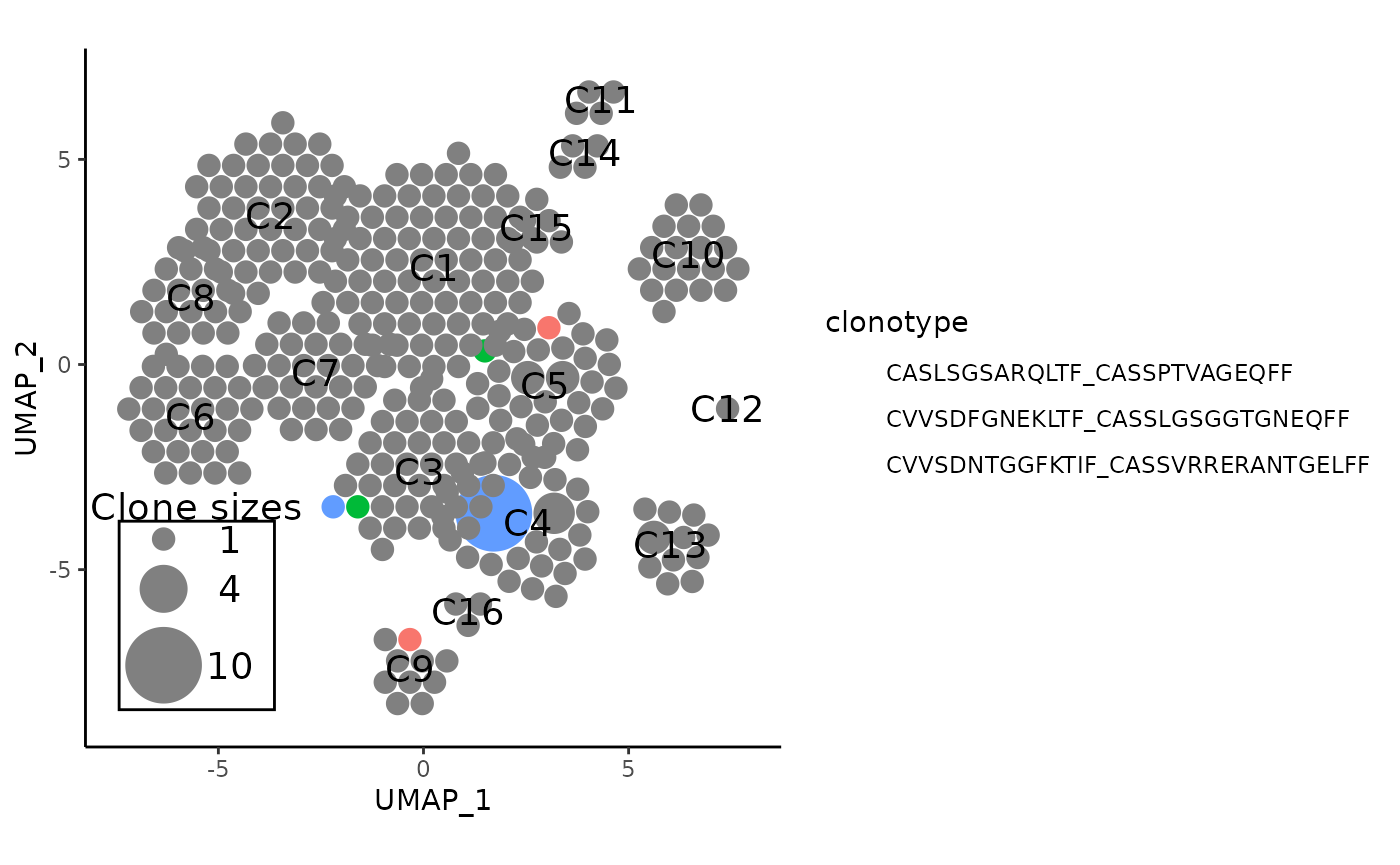 C11
C14
5
C2
C15
C10
C1
C8
clonotype
0
C7
C5
CASLSGSARQLTF_CASSPTVAGEQFF
UMAP_2
C6
C12
CVVSDFGNEKLTF_CASSLGSGGTGNEQFF
C3
CVVSDNTGGFKTIF_CASSVRRERANTGELFF
Clone sizes
C4
1
C13
-5
4
C16
10
C9
-5 0 5
UMAP_1